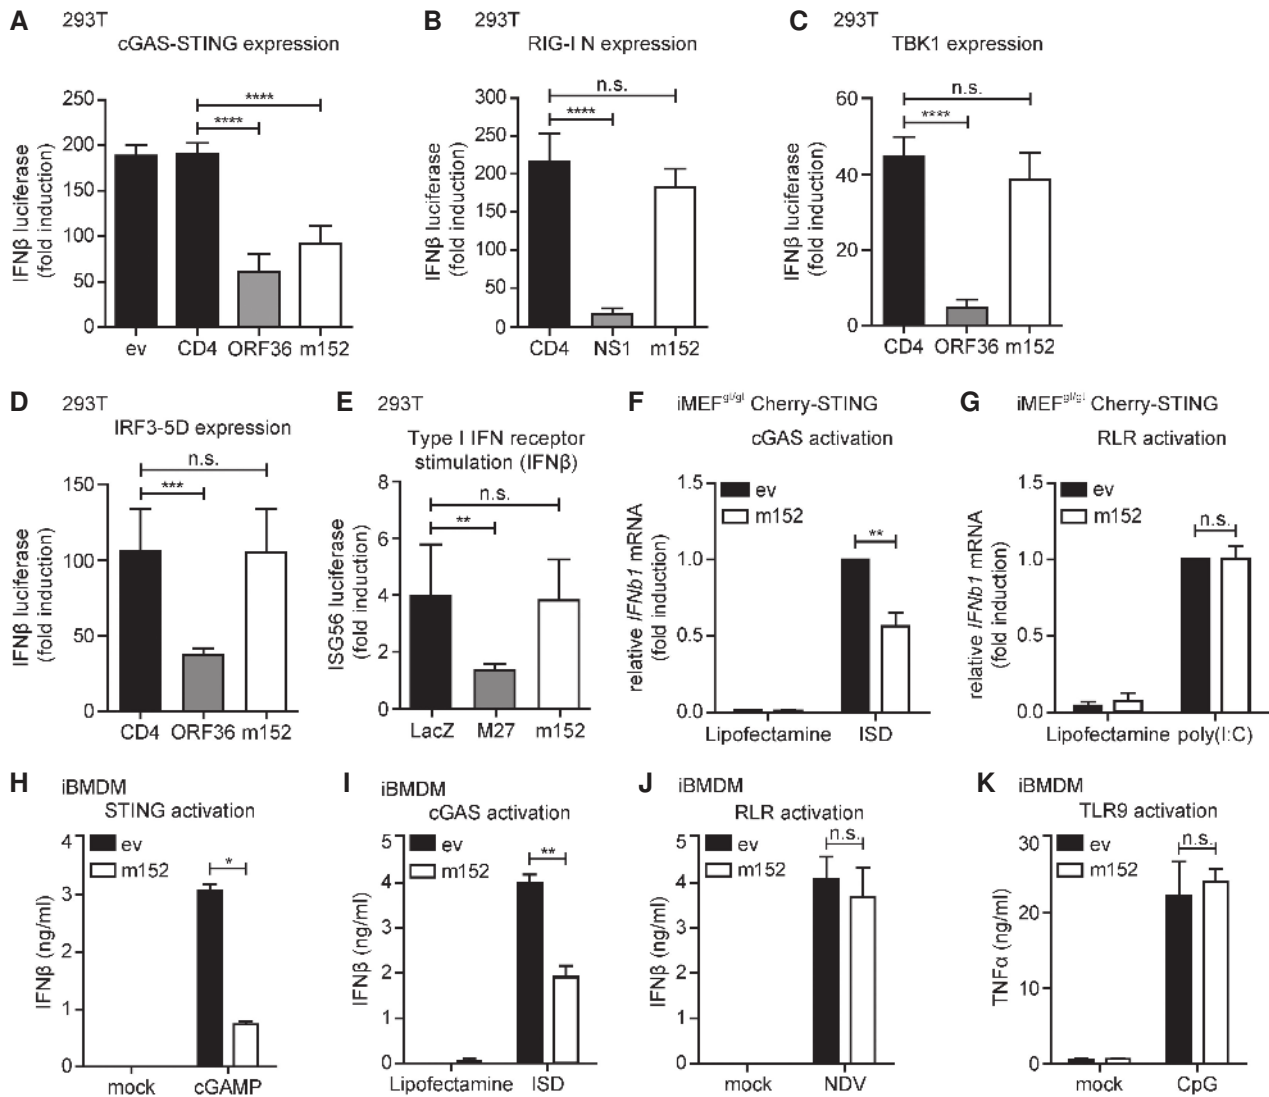 A 293T
cGAS-STING expression
IFNβ luciferase
(fold induction)
250
200
150
100
50
0
****
****
ev CD4 ORF36 m152
B 293T
RIG-I N expression
IFNβ luciferase
(fold induction)
300
250
200
150
100
50
0
n.s.
****
CD4 NS1 m152
C 293T
TBK1 expression
IFNβ luciferase
(fold induction)
60
40
20
0
n.s.
****
CD4 ORF36 m152
D 293T
IRF3-5D expression
IFNβ luciferase
(fold induction)
150
100
50
0
n.s.
***
CD4 ORF36 m152
E 293T
Type I IFN receptor
stimulation (IFNβ)
ISG56 luciferase
(fold induction)
8
6
4
2
0
n.s.
**
LacZ M27 m152
F iMEFgl/gt Cherry-STING
cGAS activation
relative IFNb1 mRNA
(fold induction)
1.5
1.0
0.5
0.0
ev
m152
**
Lipofectamine ISD
G iMEFgl/gt Cherry-STING
RLR activation
relative IFNb1 mRNA
(fold induction)
1.5
1.0
0.5
0.0
ev
m152
n.s.
Lipofectamine poly(I:C)
H iBMDM
STING activation
IFNβ (ng/ml)
4
3
2
1
0
ev
m152
*
mock cGAMP
I iBMDM
cGAS activation
IFNβ (ng/ml)
5
4
3
2
1
0
ev
m152
**
Lipofectamine ISD
J iBMDM
RLR activation
IFNβ (ng/ml)
5
4
3
2
1
0
ev
m152
n.s.
mock NDV
K iBMDM
TLR9 activation
TNFα (ng/ml)
30
20
10
0
ev
m152
n.s.
mock CpG